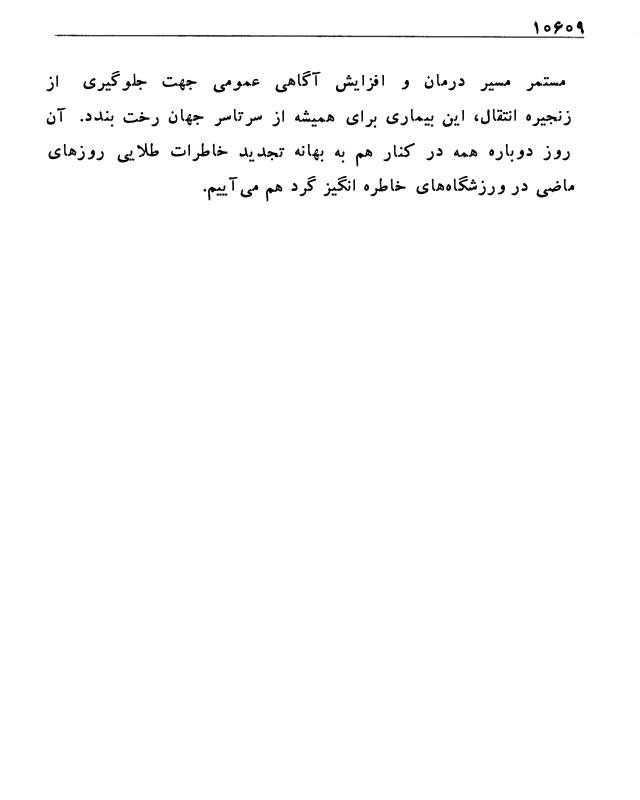 ۱۰۶۰۹
مستمر مسیر درمان و افزایش آگاهی عمومی جهت جلوگیری از
زنجیره انتقال، این بیماری برای همیشه از سرتاسر جهان رخت بندد. آن
روز دوباره همه در کنار هم به بهانه تجدید خاطرات طلایی روزهای
ماضی در ورزشگاه‌های خاطره انگیز گرد هم می‌آییم.